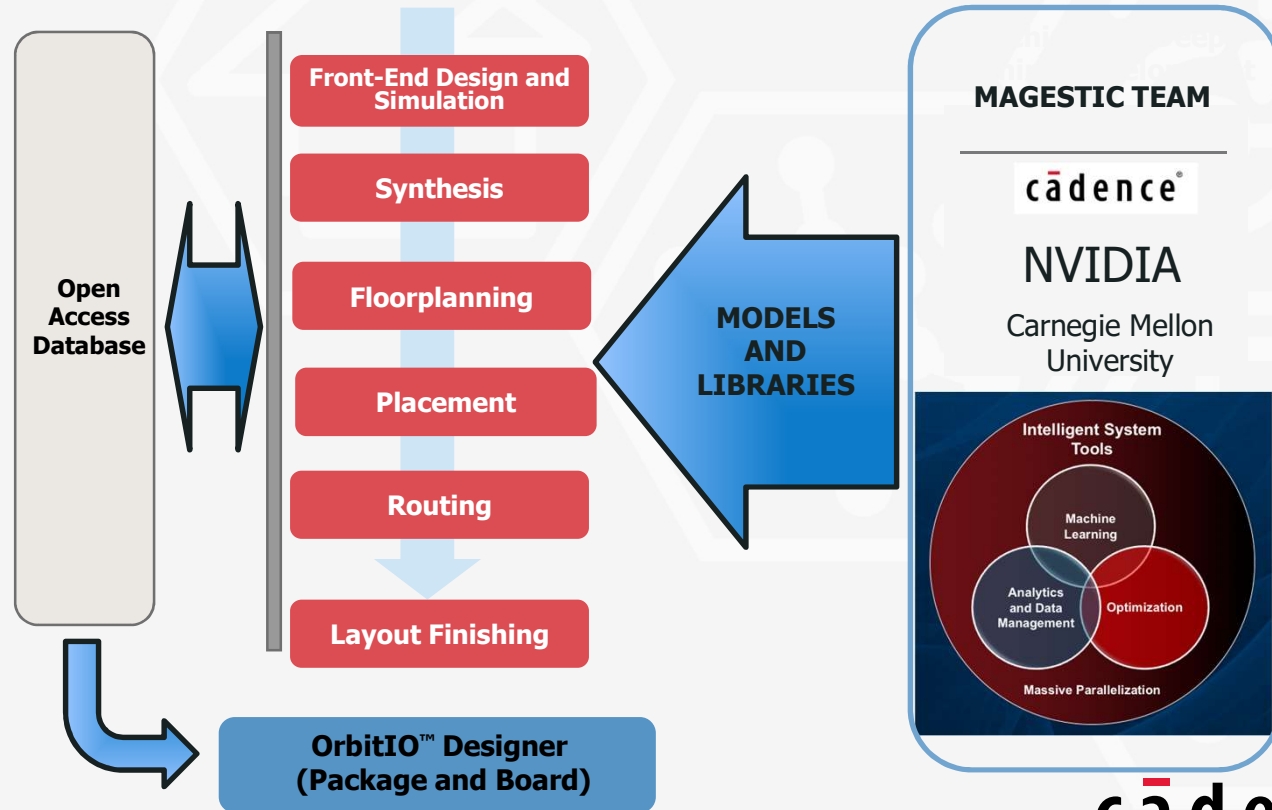 Front-End Design and
Simulation
Synthesis
Floorplanning
Placement
Routing
Layout Finishing
Open
Access
Database
OrbitIO™ Designer
(Package and Board)
MODELS
AND
LIBRARIES
MAGESTIC TEAM
cādence®
NVIDIA
Carnegie Mellon
University
Intelligent System
Tools
Machine
Learning
Analytics
and Data
Management
Optimization
Massive Parallelization